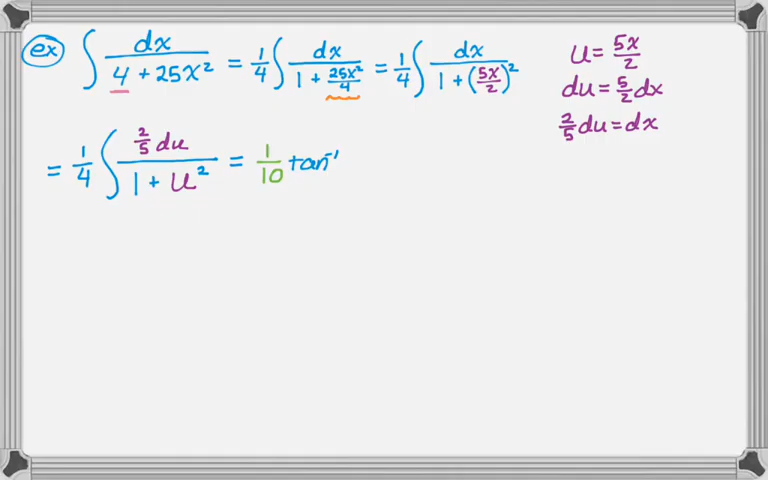 ex ∫ dx / (4 + 25x²) = 1/4 ∫ dx / (1 + 25x²/4) = 1/4 ∫ dx / (1 + (5x/2)²)
u = 5x/2
du = 5/2 dx
2/5 du = dx
= 1/4 ∫ (2/5 du) / (1 + u²) = 1/10 tan⁻¹